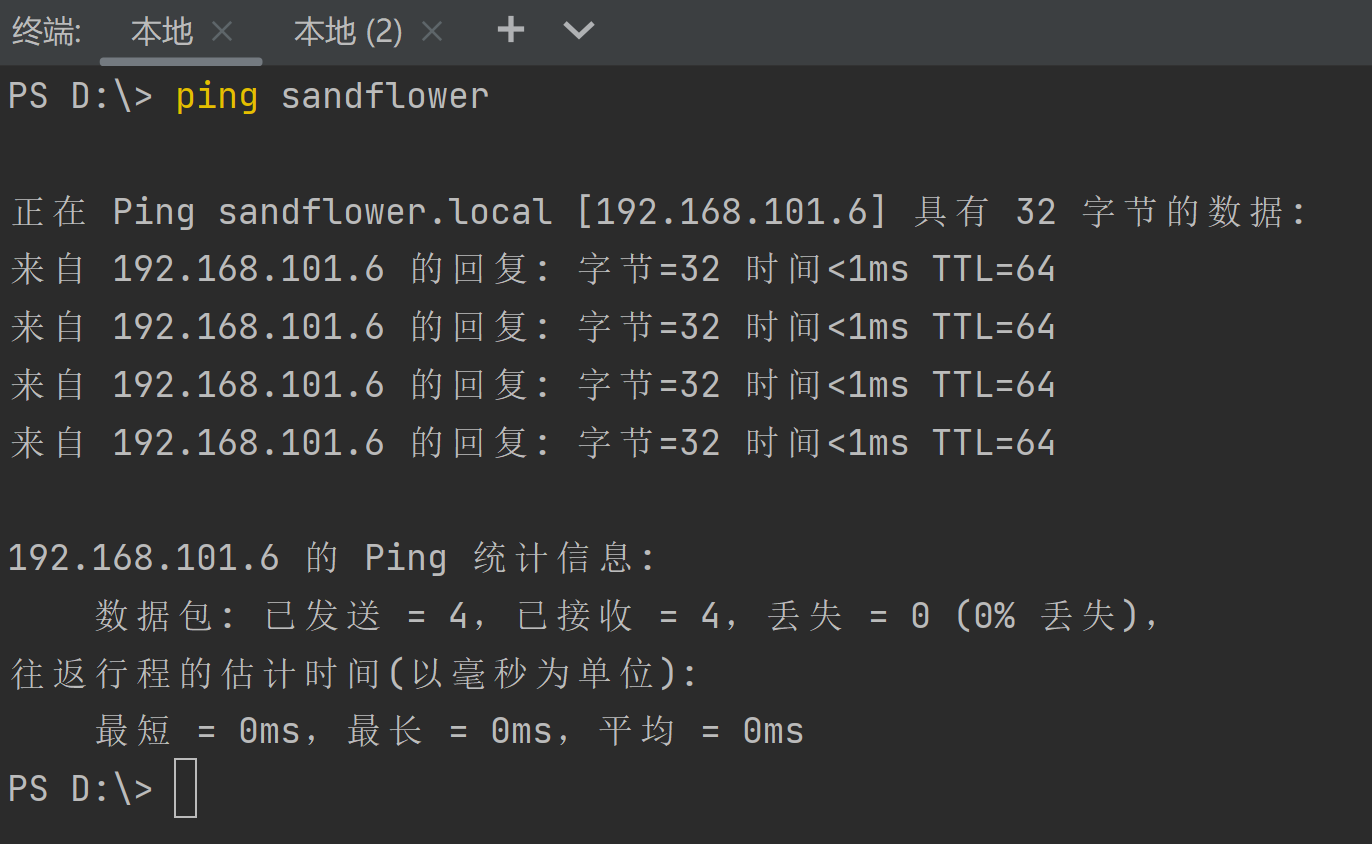 终端: 本地 本地 (2)
PS D:\> ping sandflower
正在 Ping sandflower.local [192.168.101.6] 具有 32 字节的数据:
来自 192.168.101.6 的回复: 字节=32 时间<1ms TTL=64
来自 192.168.101.6 的回复: 字节=32 时间<1ms TTL=64
来自 192.168.101.6 的回复: 字节=32 时间<1ms TTL=64
来自 192.168.101.6 的回复: 字节=32 时间<1ms TTL=64
192.168.101.6 的 Ping 统计信息:
数据包: 已发送 = 4，已接收 = 4，丢失 = 0 (0% 丢失)，
往返行程的估计时间(以毫秒为单位):
最短 = 0ms，最长 = 0ms，平均 = 0ms
PS D:\>